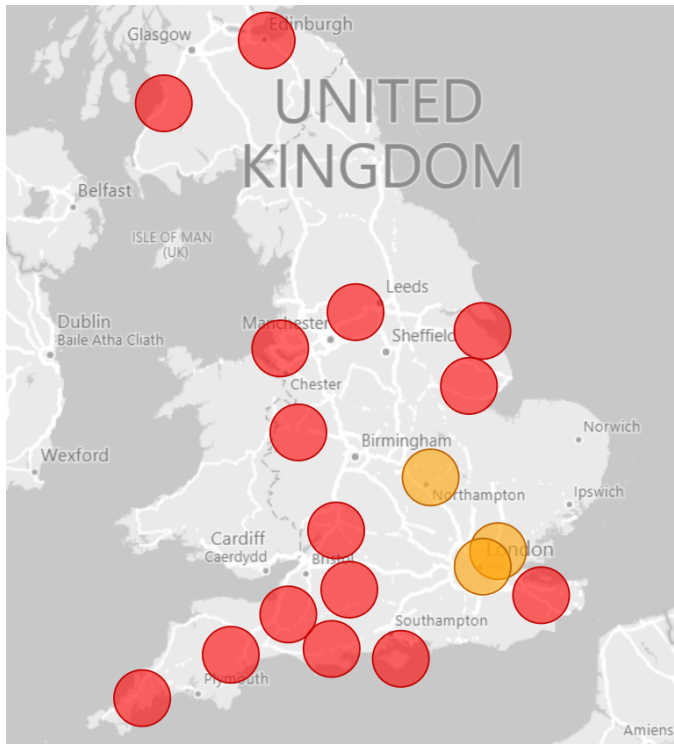 Edinburgh
Glasgow
UNITED
KINGDOM
Belfast
ISLE OF MAN
(UK)
Leeds
Dublin
Baile Atha Cliath
Manchester
Sheffield
Chester
Norwich
Birmingham
Wexford
Northampton
Ipswich
Cardiff
Caerdydd
London
Bristol
Southampton
Plymouth
Amiens